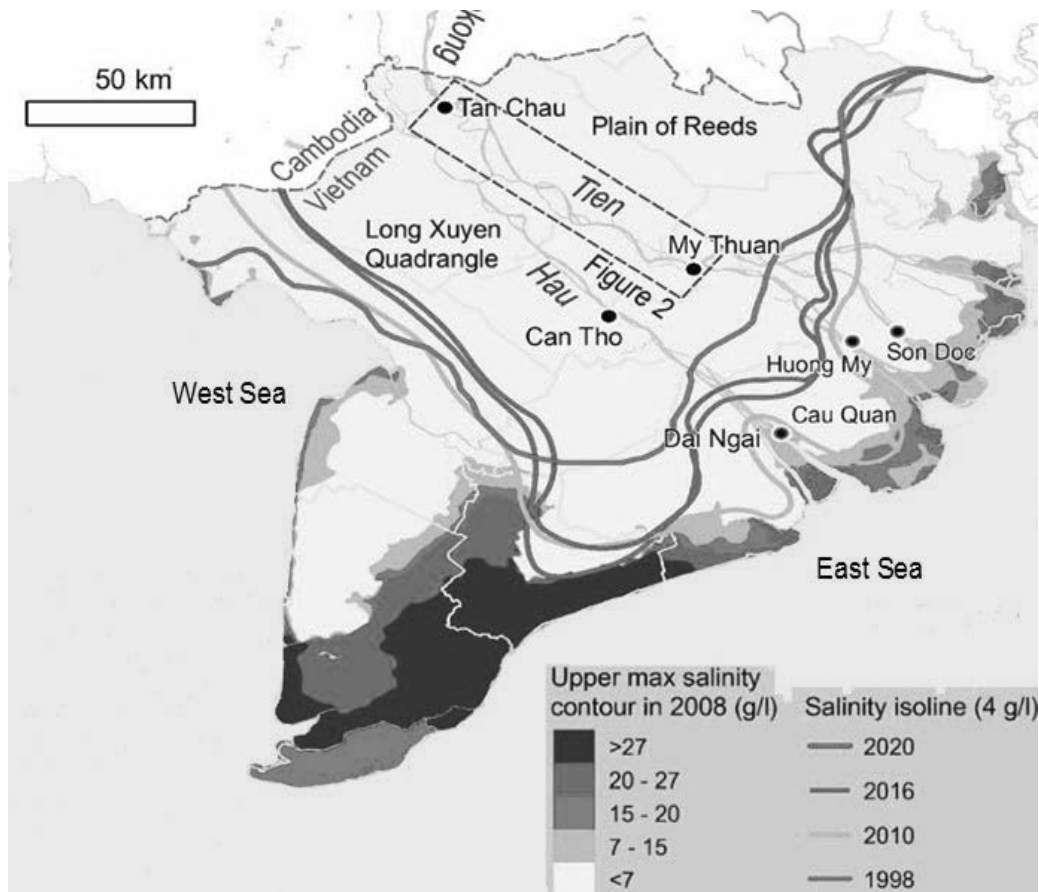 kong
50 km
Tan Chau
Plain of Reeds
Cambodia
Vietnam
Tien
Long Xuyen
Quadrangle
My Thuan
Hau
Figure 2
Can Tho
Son Doc
Huong My
West Sea
Cau Quan
Dai Ngai
East Sea
Upper max salinity
contour in 2008 (g/l)
>27
20 - 27
15 - 20
7 - 15
<7
Salinity isoline (4 g/l)
2020
2016
2010
1998